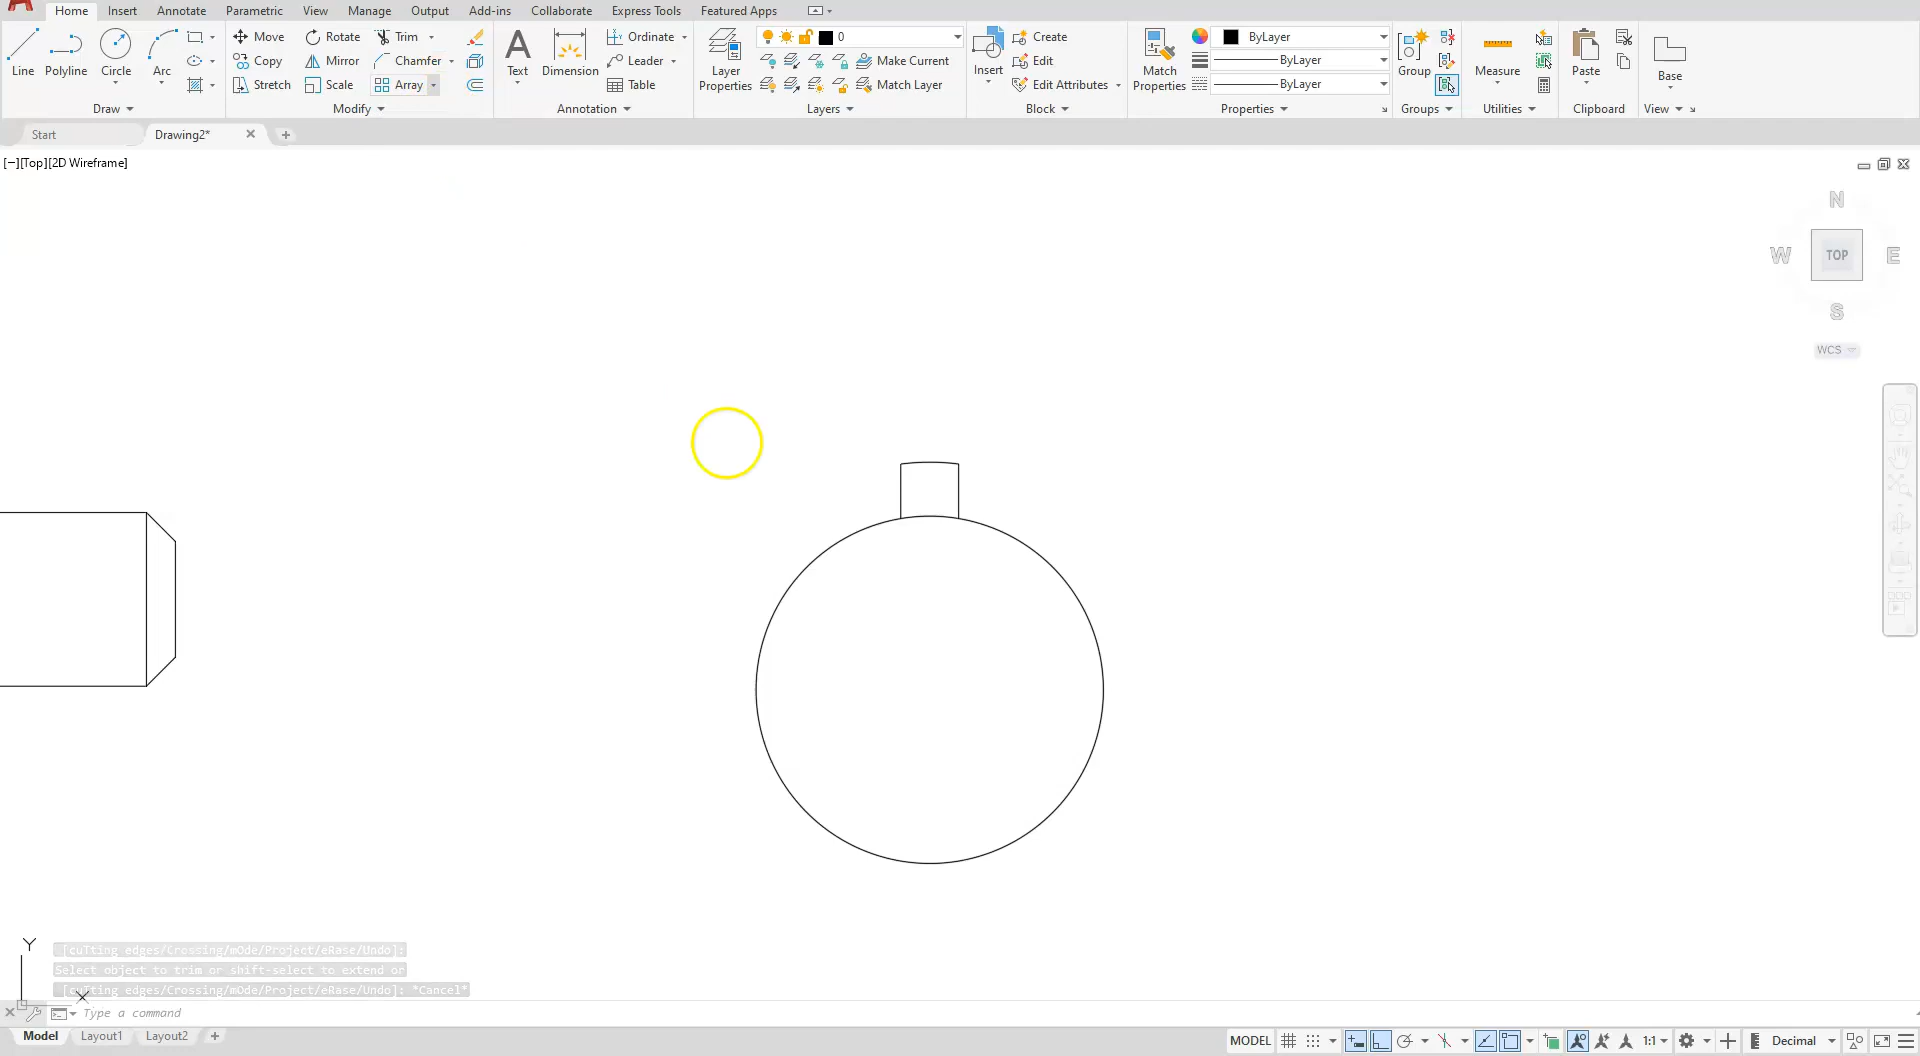 Home Insert Annotate Parametric View Manage Output Add-ins Collaborate Express Tools Featured Apps
Line Polyline Circle Arc
Move Rotate Trim
Copy Mirror Chamfer
Stretch Scale Array
Text Dimension
Ordinate
Leader
Table
Layer Properties
0
Make Current
Match Layer
Insert
Create
Edit
Edit Attributes
Match Properties
ByLayer
ByLayer
ByLayer
Group
Measure
Paste
Base
Draw Modify Annotation Layers Block Properties Groups Utilities Clipboard View
Start Drawing2*
[−][Top][2D Wireframe]
N
W TOP E
S
WCS
Y
X
[cuTting edges/Crossing/mOde/Project/eRase/Undo]:
Select object to trim or shift-select to extend or
[cuTting edges/Crossing/mOde/Project/eRase/Undo]: *Cancel*
Type a command
Model Layout1 Layout2
MODEL 1:1 Decimal